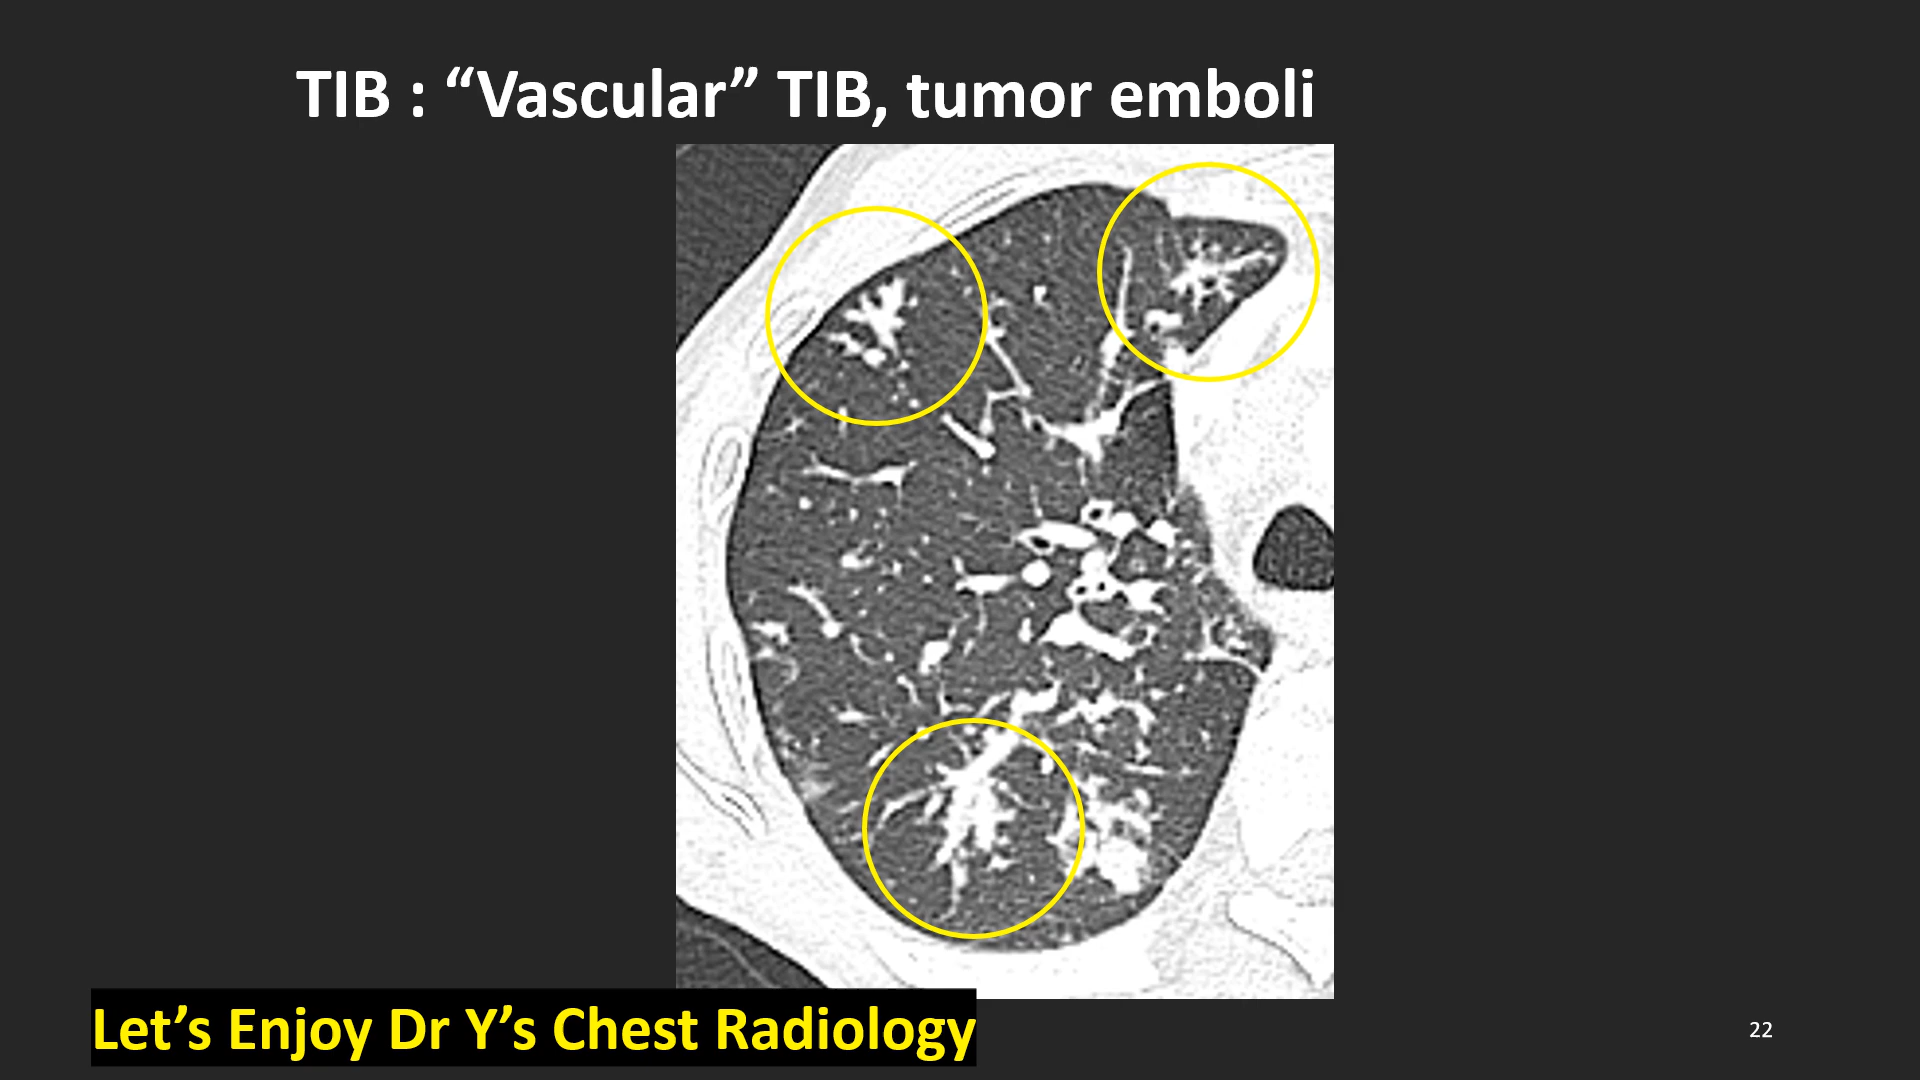 TIB : “Vascular” TIB, tumor emboli
Let’s Enjoy Dr Y’s Chest Radiology
22